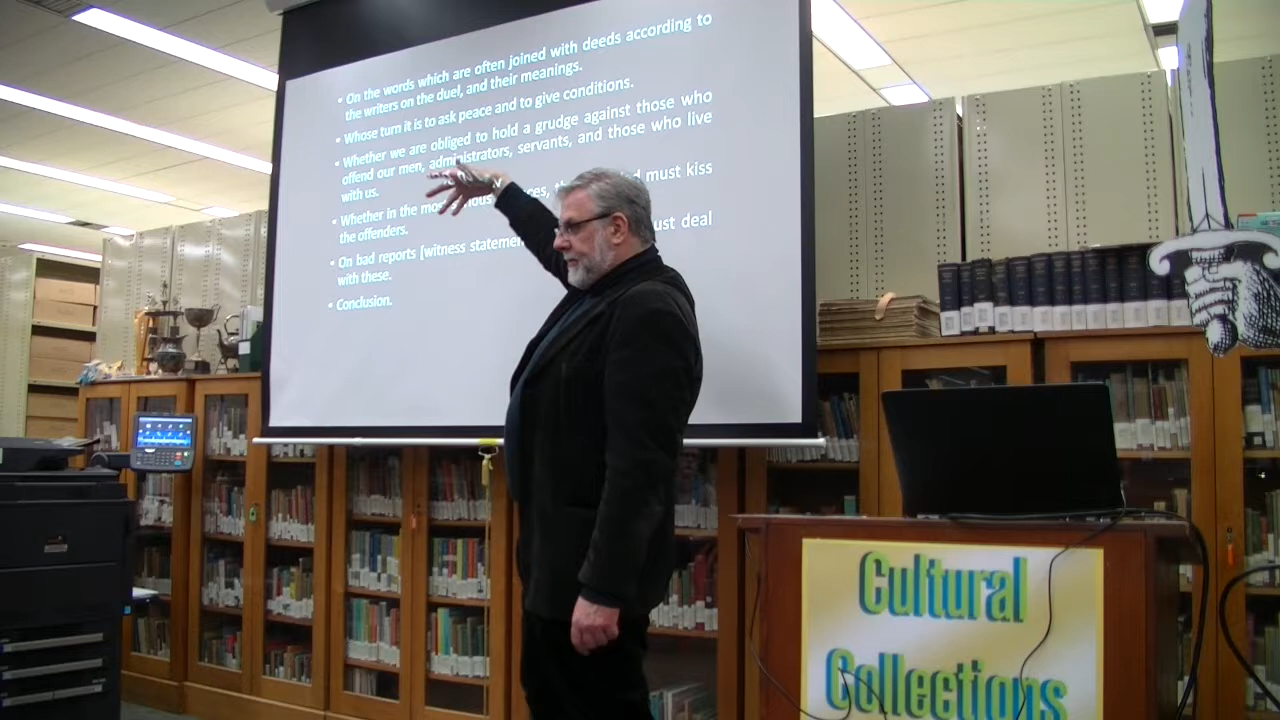 • On the words which are often joined with deeds according to
the writers on the duel, and their meanings.
• Whose turn it is to ask peace and to give conditions.
• Whether we are obliged to hold a grudge against those who
offend our men, administrators, servants, and those who live
with us.
• Whether in the must kiss
the offenders.
• On bad reports [witness deal
with these.
• Conclusion.
Cultural
Collections